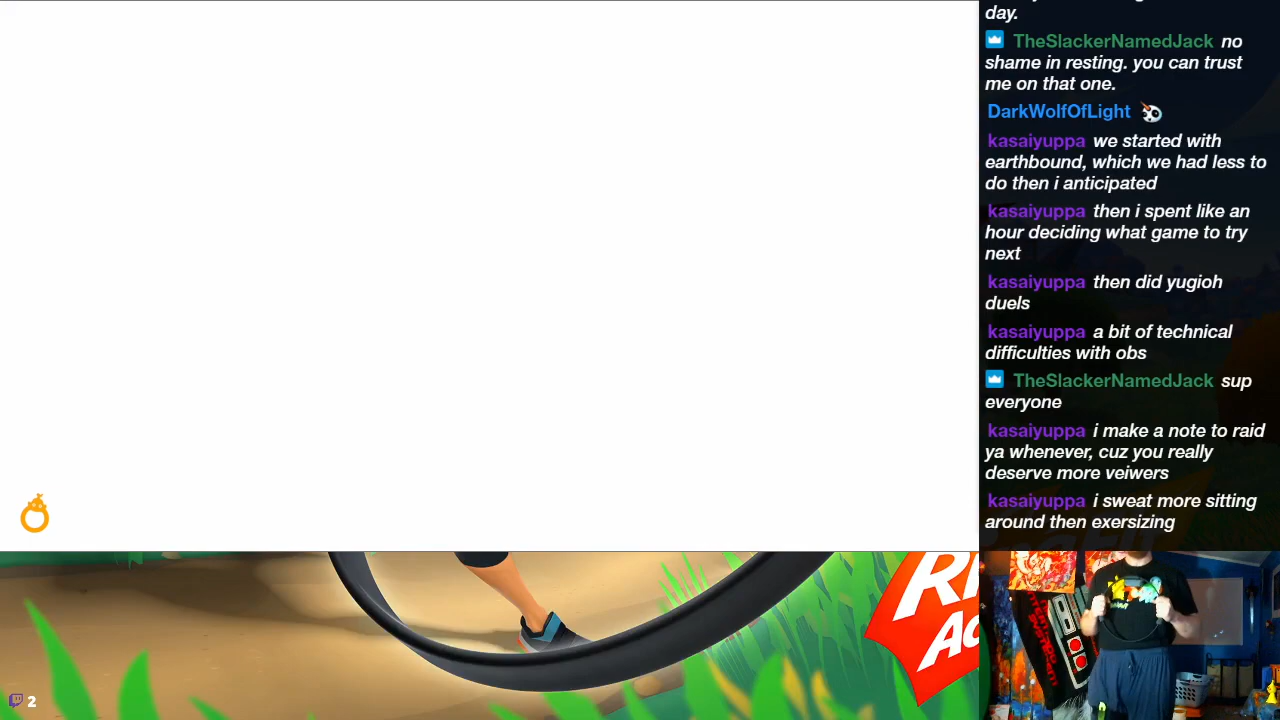 day.
TheSlackerNamedJack no
shame in resting. you can trust
me on that one.
DarkWolfOfLight
kasaiyuppa we started with
earthbound, which we had less to
do then i anticipated
kasaiyuppa then i spent like an
hour deciding what game to try
next
kasaiyuppa then did yugioh
duels
kasaiyuppa a bit of technical
difficulties with obs
TheSlackerNamedJack sup
everyone
kasaiyuppa i make a note to raid
ya whenever, cuz you really
deserve more veiwers
kasaiyuppa i sweat more sitting
around then exersizing
2